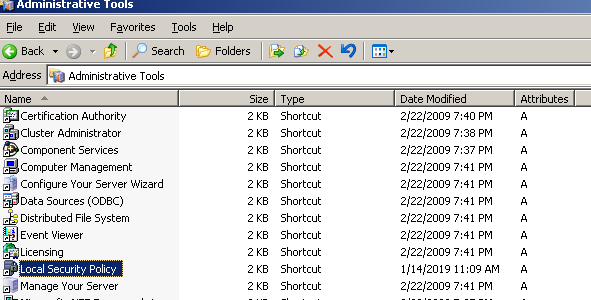 Administrative Tools
File Edit View Favorites Tools Help
Back Search Folders
Address Administrative Tools
Name Size Type Date Modified Attributes
Certification Authority 2 KB Shortcut 2/22/2009 7:40 PM A
Cluster Administrator 2 KB Shortcut 2/22/2009 7:38 PM A
Component Services 2 KB Shortcut 2/22/2009 7:37 PM A
Computer Management 2 KB Shortcut 2/22/2009 7:41 PM A
Configure Your Server Wizard 2 KB Shortcut 2/22/2009 7:41 PM A
Data Sources (ODBC) 2 KB Shortcut 2/22/2009 7:41 PM A
Distributed File System 2 KB Shortcut 2/22/2009 7:41 PM A
Event Viewer 2 KB Shortcut 2/22/2009 7:41 PM A
Licensing 2 KB Shortcut 2/22/2009 7:41 PM A
Local Security Policy 2 KB Shortcut 1/14/2019 11:09 AM A
Manage Your Server 2 KB Shortcut 2/22/2009 7:41 PM A